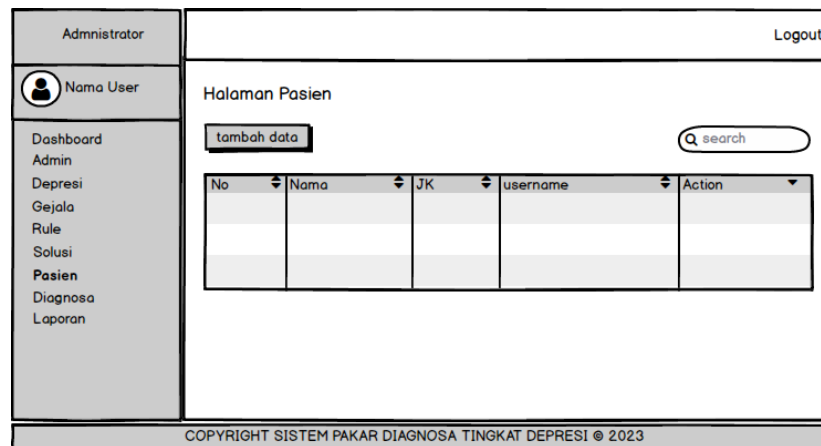 Admnistrator
Logout
Nama User
Halaman Pasien
tambah data
search
No Nama JK username Action
Dashboard
Admin
Depresi
Gejala
Rule
Solusi
Pasien
Diagnosa
Laporan
COPYRIGHT SISTEM PAKAR DIAGNOSA TINGKAT DEPRESI © 2023